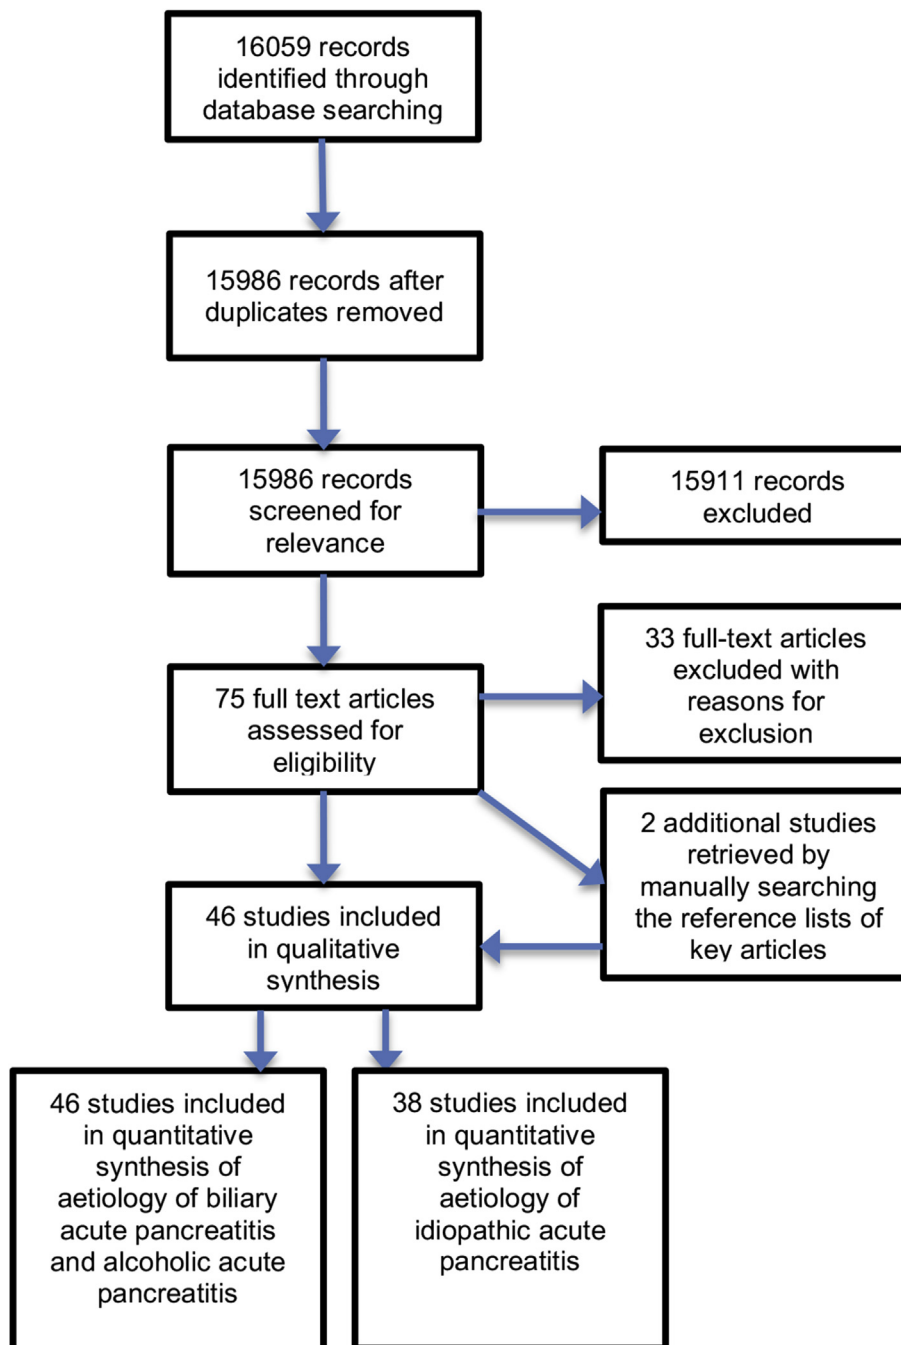 16059 records
identified through
database searching
15986 records after
duplicates removed
15986 records
screened for
relevance
15911 records
excluded
75 full text articles
assessed for
eligibility
33 full-text articles
excluded with
reasons for
exclusion
2 additional studies
retrieved by
manually searching
the reference lists of
key articles
46 studies included
in qualitative
synthesis
46 studies included
in quantitative
synthesis of
aetiology of biliary
acute pancreatitis
and alcoholic acute
pancreatitis
38 studies included
in quantitative
synthesis of
aetiology of
idiopathic acute
pancreatitis